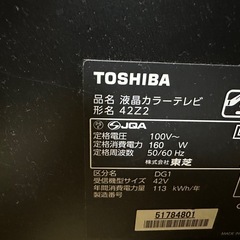 TOSHIBA
品名 液晶カラーテレビ
形名 42Z2
JQA
定格電圧: 100V~
定格消費電力: 160 W
定格周波数: 50/60 Hz
株式会社 東芝
区分名 : DG1
受信機型サイズ : 42V
年間消費電力量 : 113 kWh/年
製造番号 :
51784801